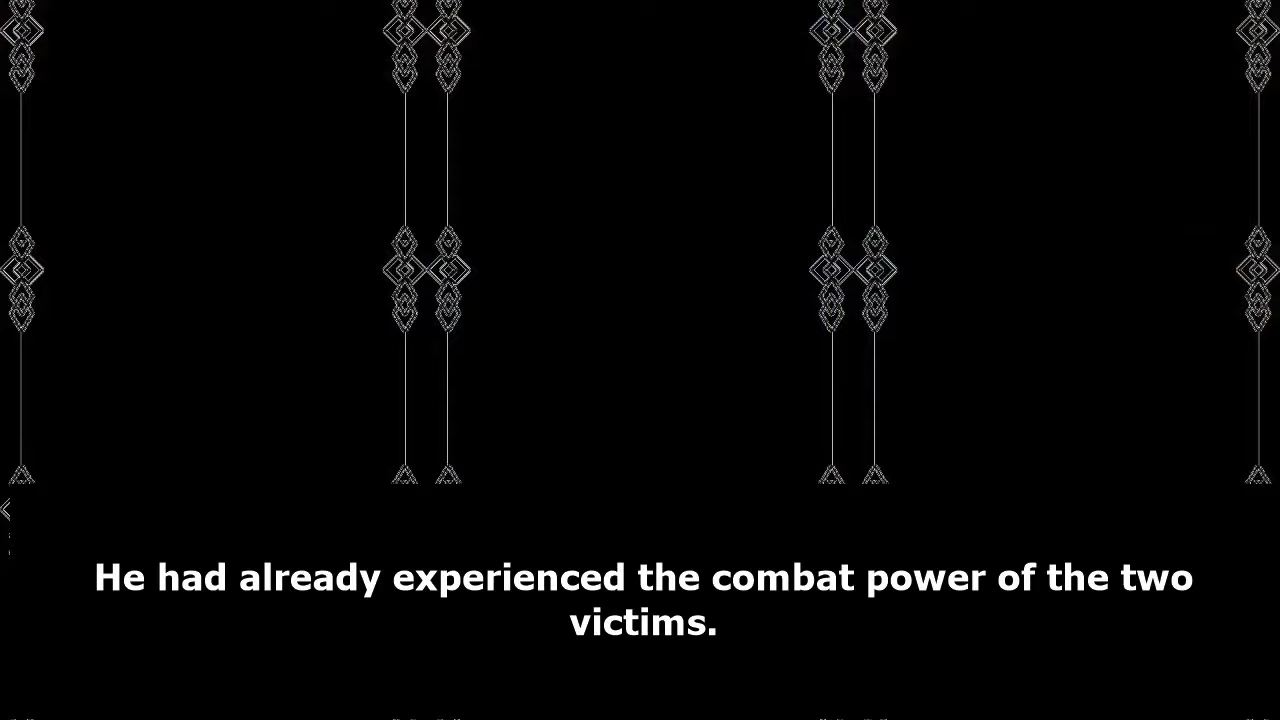 He had already experienced the combat power of the two
victims.